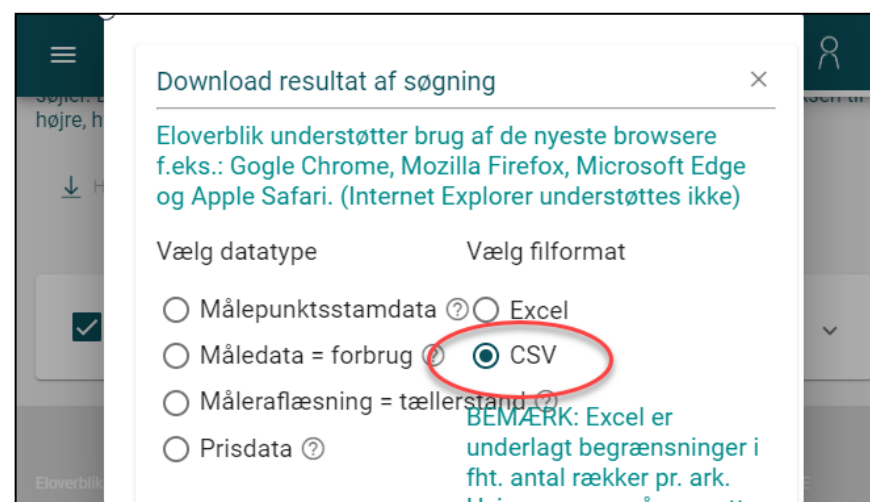 Download resultat af søgning
højre, h
Eloverblik understøtter brug af de nyeste browsere
f.eks.: Gogle Chrome, Mozilla Firefox, Microsoft Edge
og Apple Safari. (Internet Explorer understøttes ikke)
H
Vælg datatype
Vælg filformat
Målepunktsstamdata
Excel
Måledata = forbrug
CSV
Måleraflæsning = tællerstand
Prisdata
BEMÆRK: Excel er
underlagt begrænsninger i
fht. antal rækker pr. ark.
Eloverblik